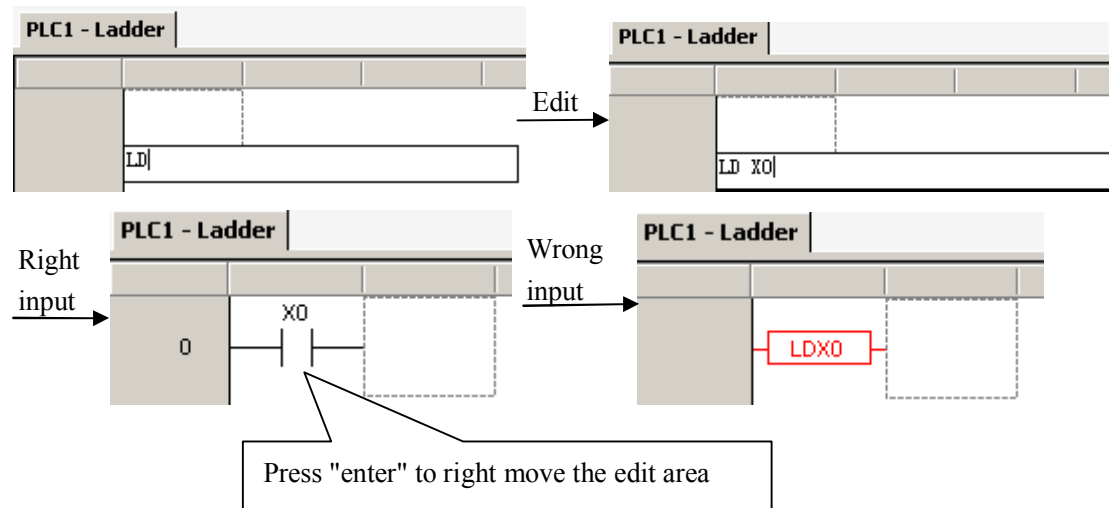 PLC1 - Ladder
LD
Edit
PLC1 - Ladder
LD X0
Right
input
PLC1 - Ladder
X0
0
Wrong
input
PLC1 - Ladder
LDX0
Press "enter" to right move the edit area